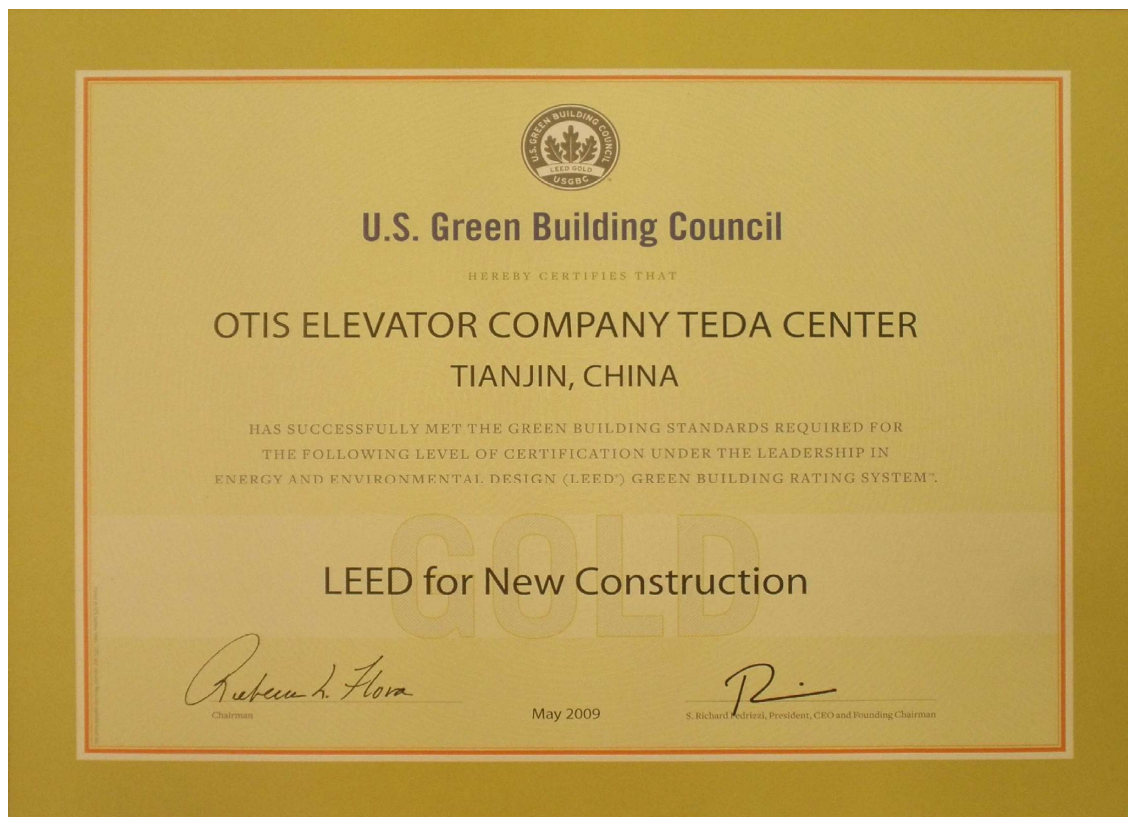 U.S. GREEN BUILDING COUNCIL
LEED GOLD
USGBC
U.S. Green Building Council
HEREBY CERTIFIES THAT
OTIS ELEVATOR COMPANY TEDA CENTER
TIANJIN, CHINA
HAS SUCCESSFULLY MET THE GREEN BUILDING STANDARDS REQUIRED FOR
THE FOLLOWING LEVEL OF CERTIFICATION UNDER THE LEADERSHIP IN
ENERGY AND ENVIRONMENTAL DESIGN (LEED®) GREEN BUILDING RATING SYSTEM™.
GOLD
LEED for New Construction
Chairman
May 2009
S. Richard Fedrizzi, President, CEO and Founding Chairman